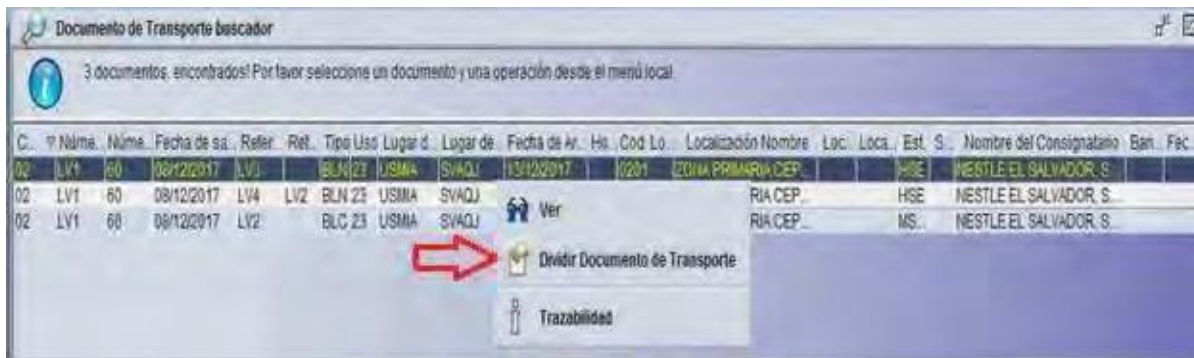 Documento de Transporte buscador
3 documentos, encontrados! Por favor seleccione un documento y una operación desde el menú local.
C.. Núme.. Núme.. Fecha de sa.. Refer.. Ref.. Tipo Uso Lugar d.. Lugar de.. Fecha de Ar.. Ho.. Cod Lo.. Localización Nombre Loc.. Loca.. Est. S.. Nombre del Consignatario Ban.. Fec..
02 LV1 60 08/12/2017 LV3 BLN 23 USMIA SVAQJ 13/12/2017 0201 ZONA PRIMARIA CEP... HSE NESTLE EL SALVADOR, S...
02 LV1 60 08/12/2017 LV4 LV2 BLN 23 USMIA SVAQJ RIA CEP... HSE NESTLE EL SALVADOR, S...
02 LV1 60 08/12/2017 LV2 BLC 23 USMIA SVAQJ RIA CEP... MS... NESTLE EL SALVADOR, S...
Ver
Dividir Documento de Transporte
Trazabilidad